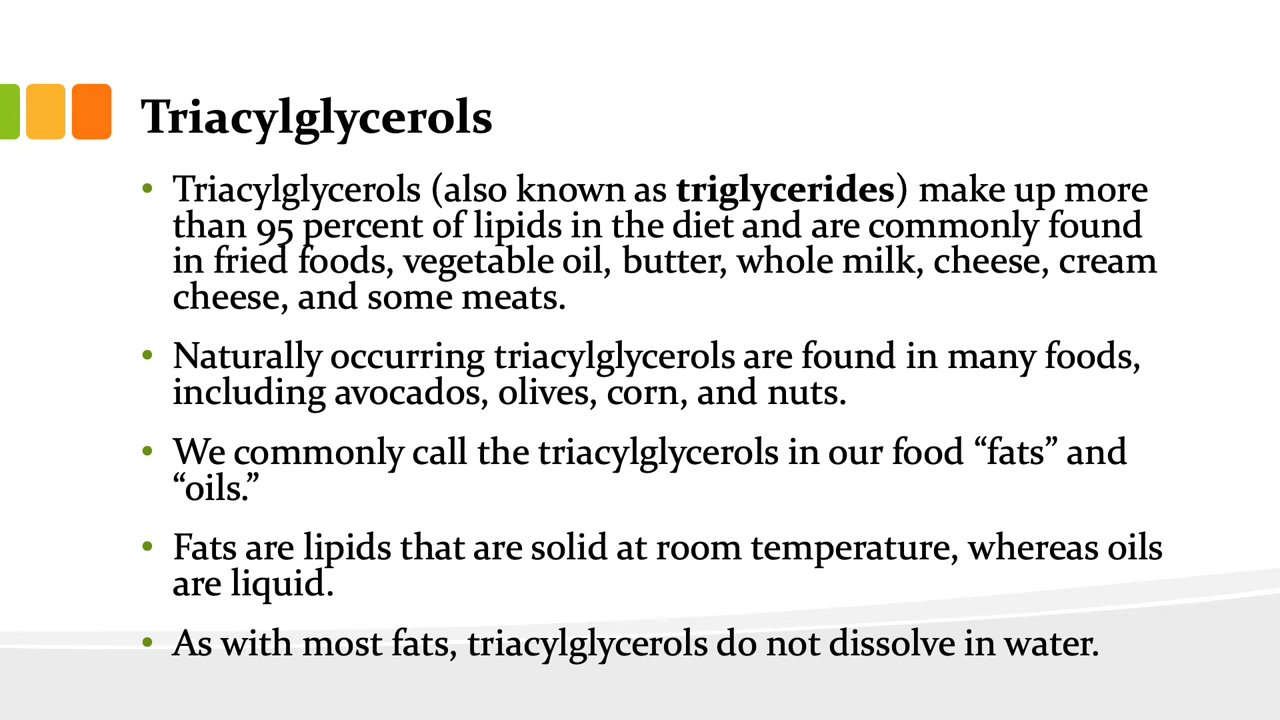 Triacylglycerols
• Triacylglycerols (also known as triglycerides) make up more
than 95 percent of lipids in the diet and are commonly found
in fried foods, vegetable oil, butter, whole milk, cheese, cream
cheese, and some meats.
• Naturally occurring triacylglycerols are found in many foods,
including avocados, olives, corn, and nuts.
• We commonly call the triacylglycerols in our food “fats” and
“oils.”
• Fats are lipids that are solid at room temperature, whereas oils
are liquid.
• As with most fats, triacylglycerols do not dissolve in water.